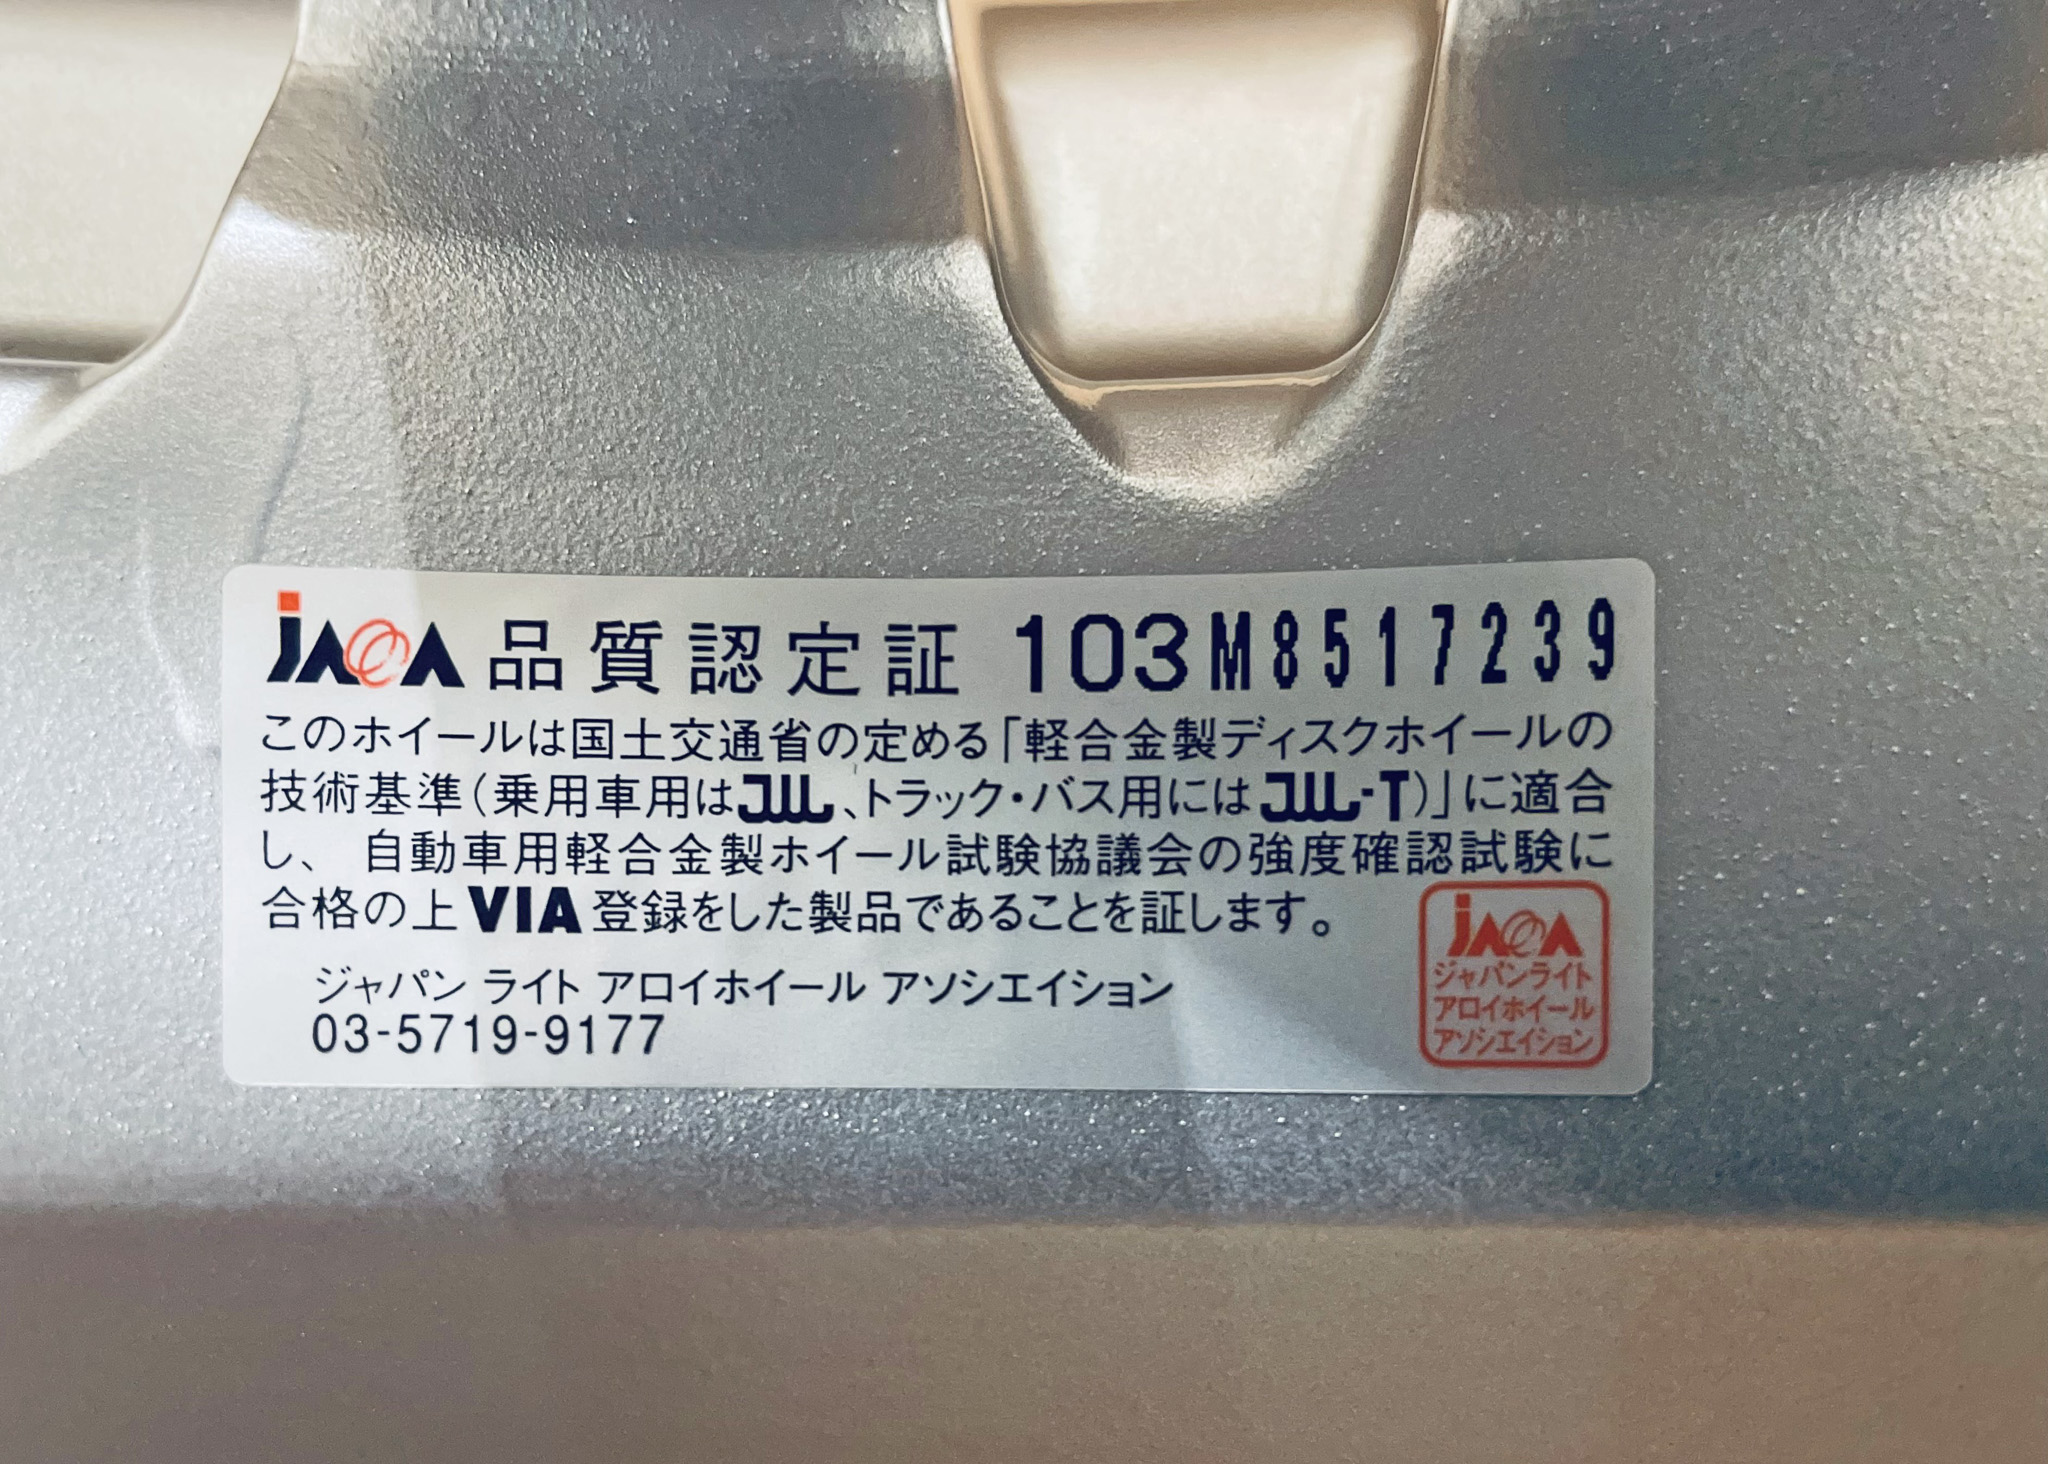 JAWA 品質認定証 103M8517239
このホイールは国土交通省の定める「軽合金製ディスクホイールの
技術基準(乗用車用はJWL、トラック・バス用にはJWL-T)」に適合
し、 自動車用軽合金製ホイール試験協議会の強度確認試験に
合格の上VIA登録をした製品であることを証します。
ジャパン ライト アロイホイール アソシエイション
03-5719-9177
JAWA
ジャパンライト
アロイホイール
アソシエイション